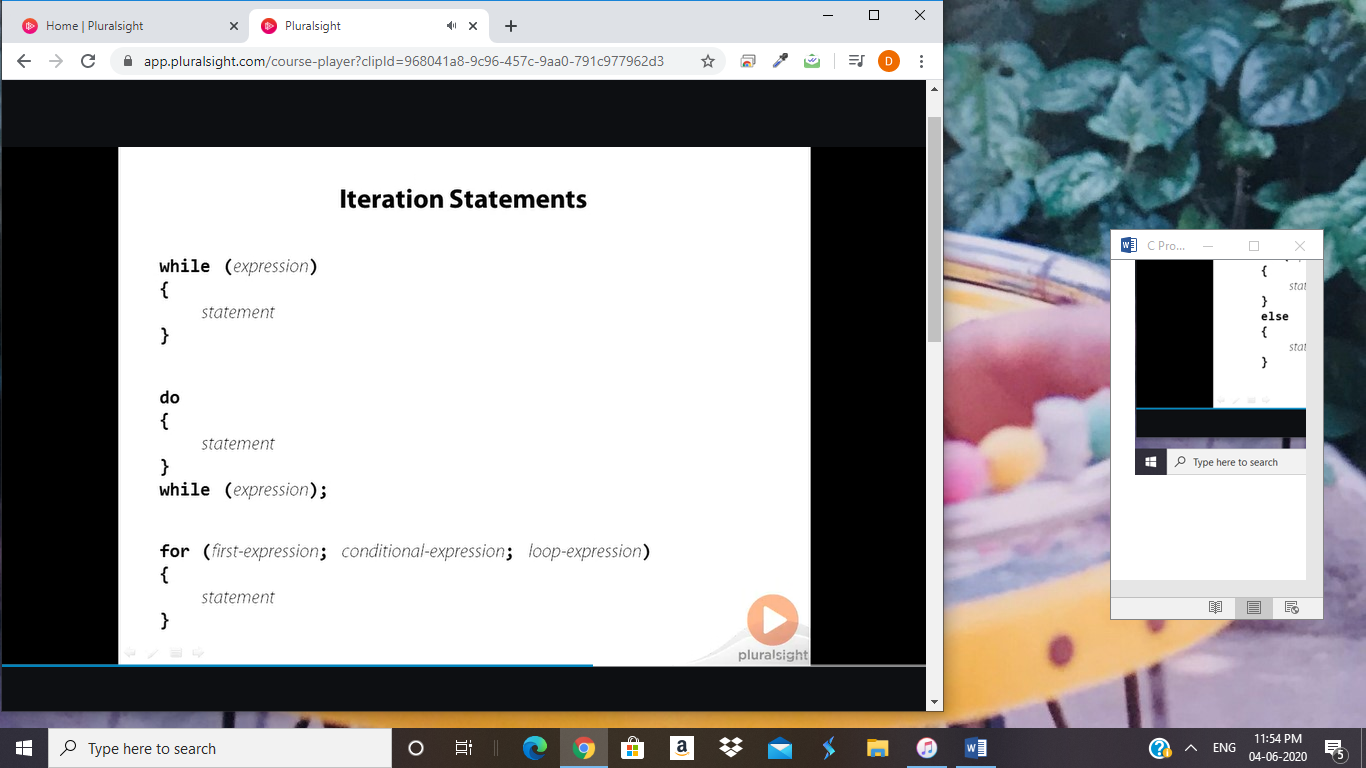 Home | Pluralsight
Pluralsight
app.pluralsight.com/course-player?clipId=968041a8-9c96-457c-9aa0-791c977962d3
D
Iteration Statements
while (expression)
{
statement
}
do
{
statement
}
while (expression);
for (first-expression; conditional-expression; loop-expression)
{
statement
}
pluralsight
C Pro...
{
stat
}
else
{
stat
}
Type here to search
Type here to search
a
W
ENG
11:54 PM
04-06-2020
5